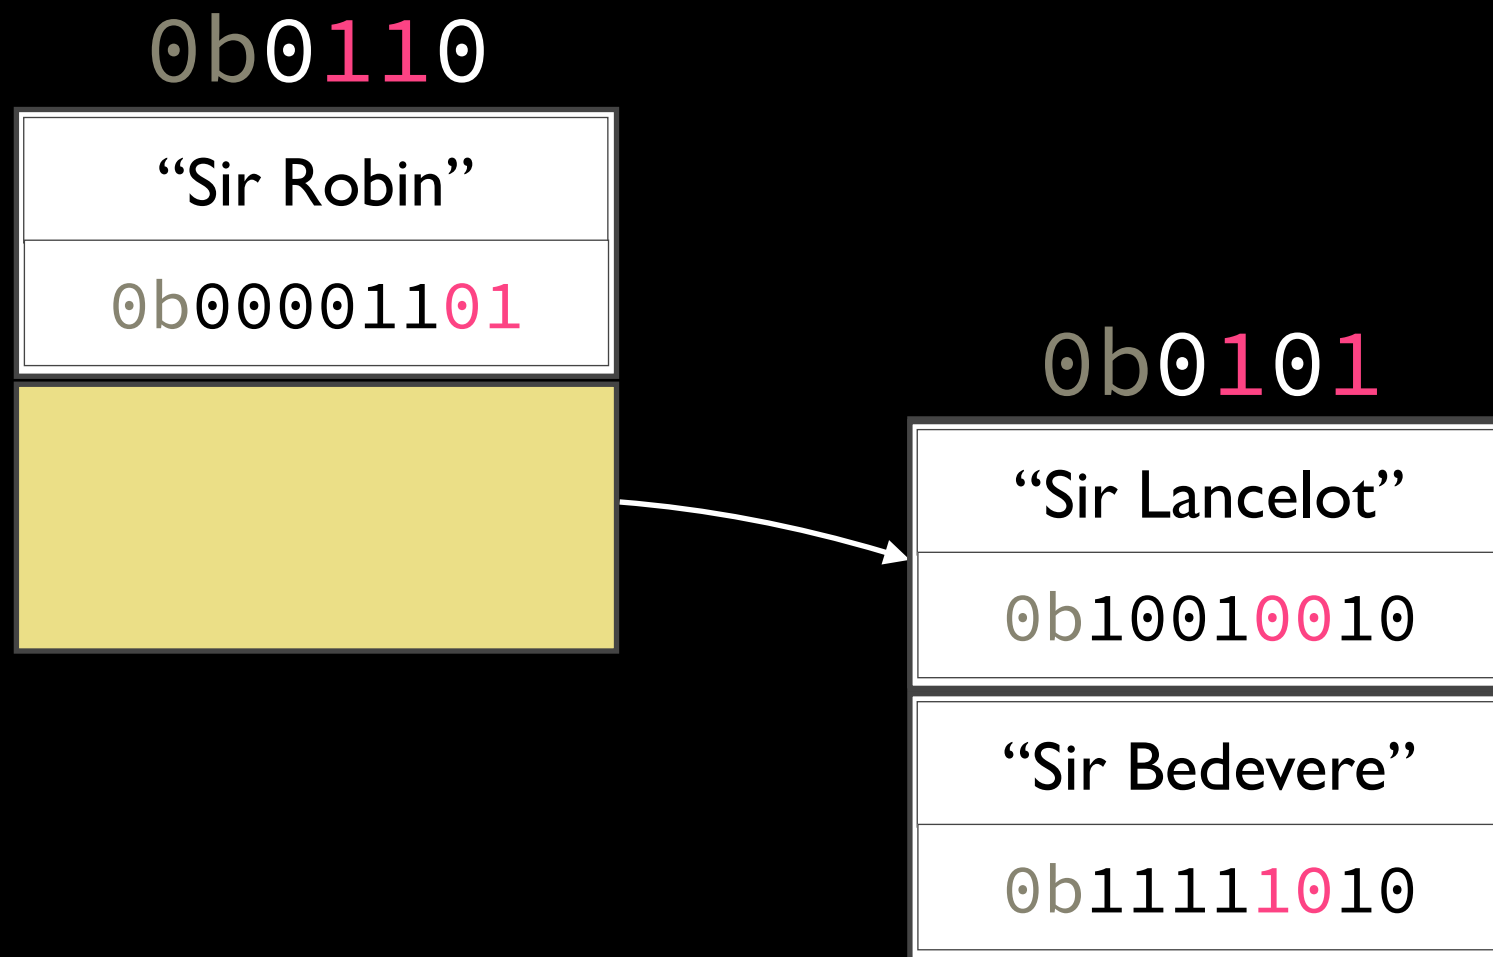 0b0110
“Sir Robin”
0b00001101
0b0101
“Sir Lancelot”
0b10010010
“Sir Bedevere”
0b11111010